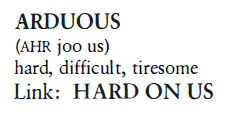 ARDUOUS
(AHR joo us)
hard, difficult, tiresome
Link: HARD ON US